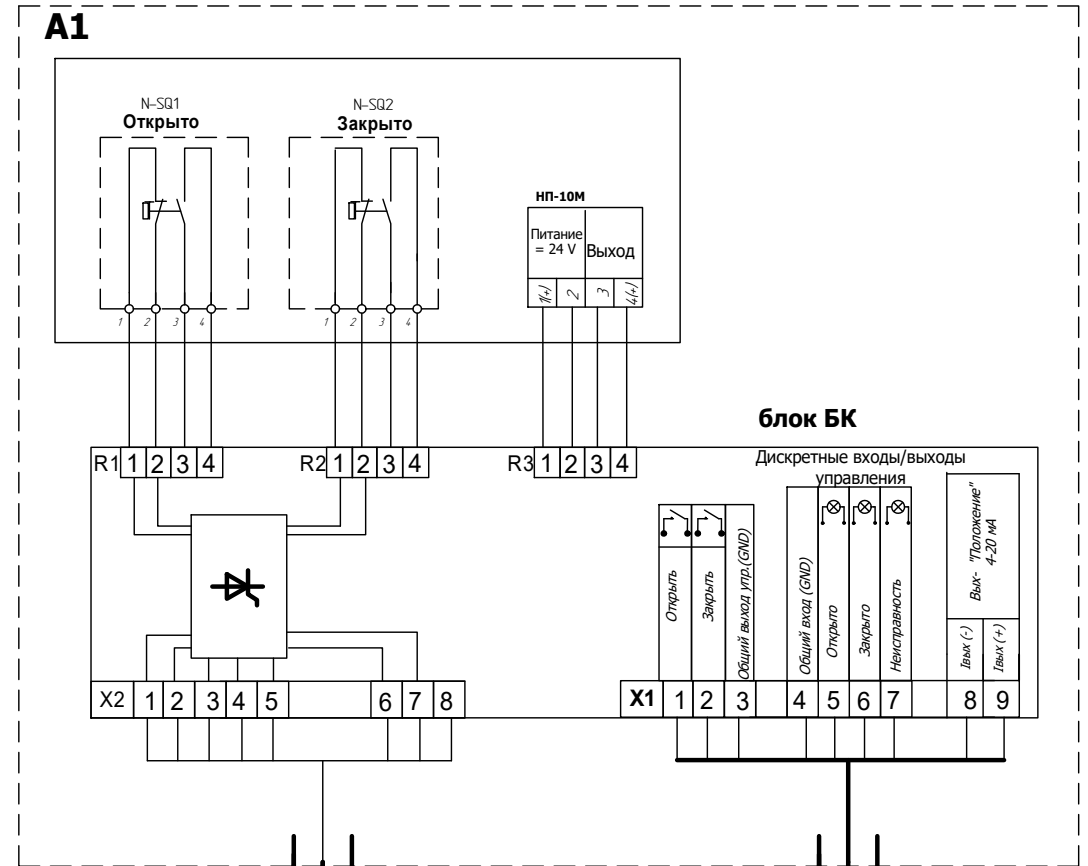 А1
N-SQ1
Открыто
N-SQ2
Закрыто
НП-10М
Питание
= 24 V
Выход
1(+) 2 3 4(+)
1 2 3 4
1 2 3 4
блок БК
R1 1 2 3 4
R2 1 2 3 4
R3 1 2 3 4
Дискретные входы/выходы
управления
Открыть
Закрыть
Общий выход упр.(GND)
Общий вход (GND)
Открыто
Закрыто
Неисправность
Вых- "Положение"
4-20 мА
Iвых (-)
Iвых (+)
X2 1 2 3 4 5 6 7 8
X1 1 2 3 4 5 6 7 8 9